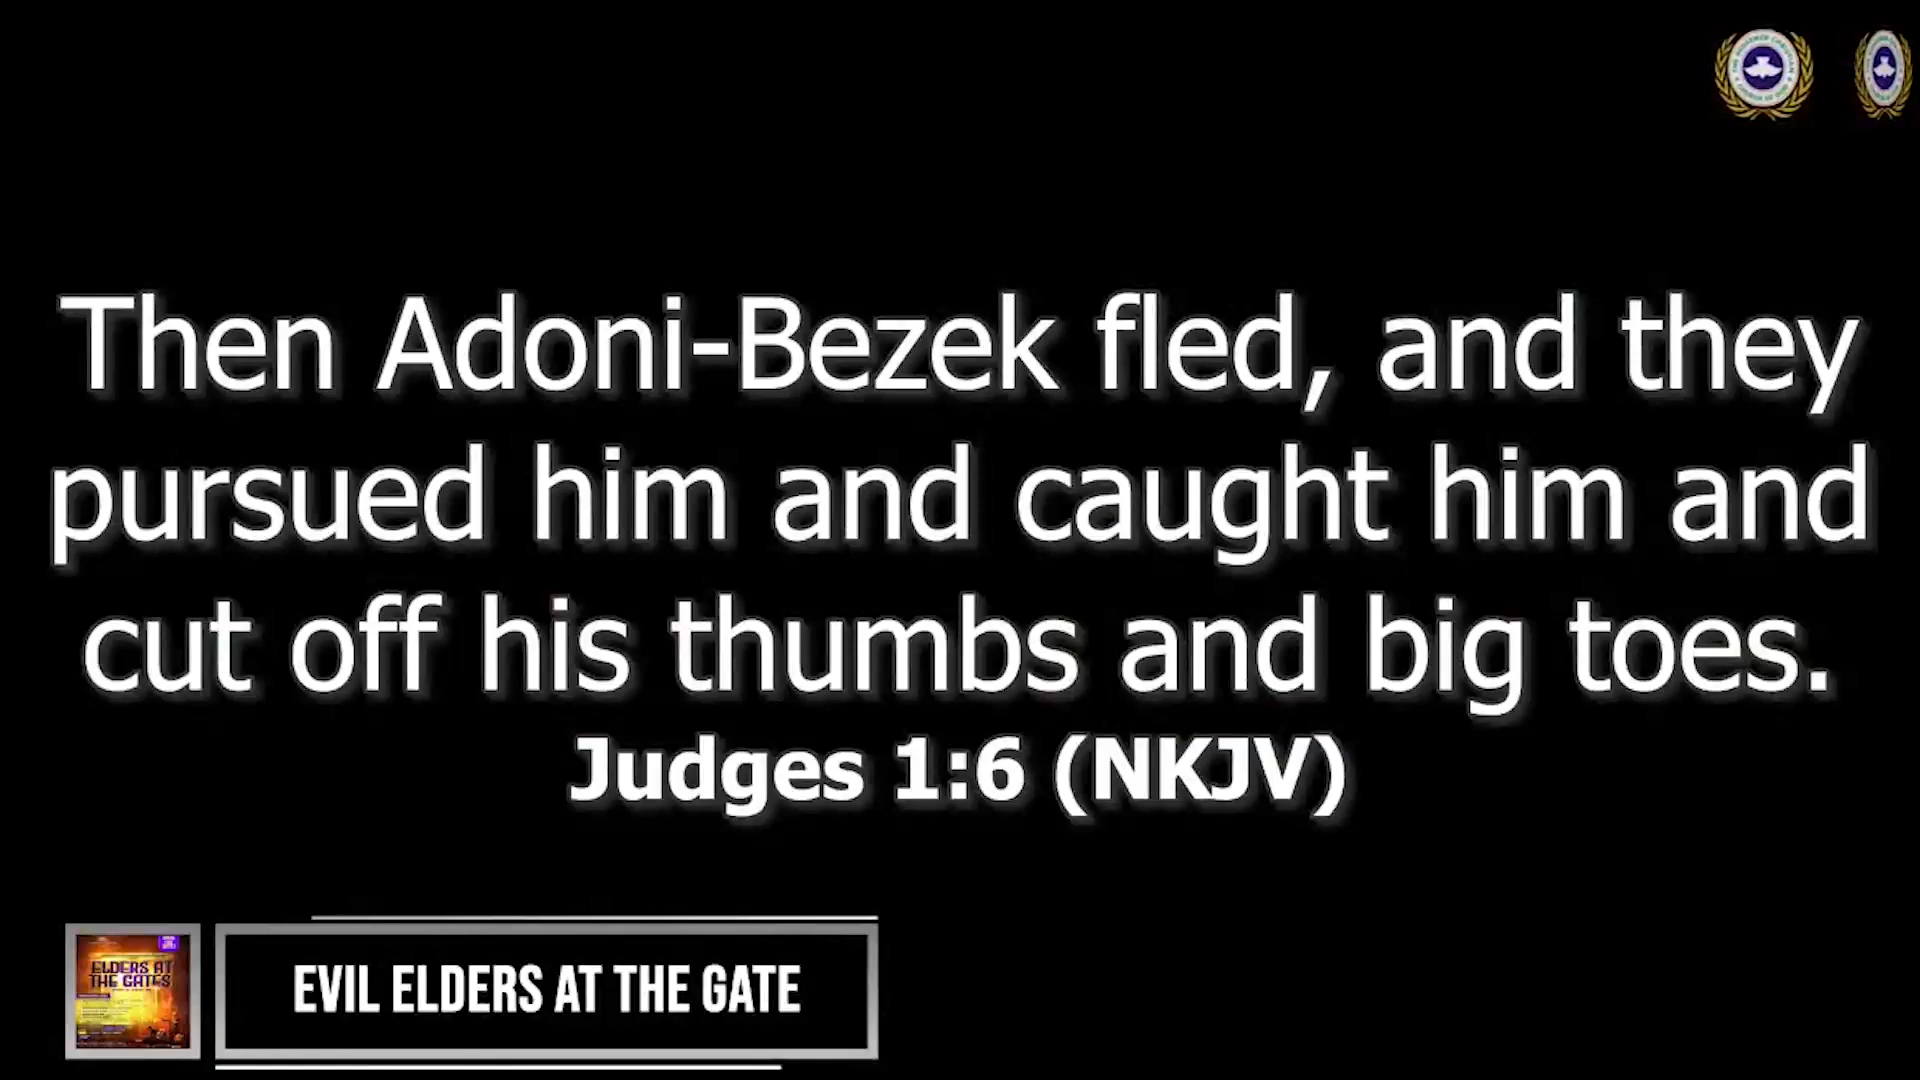 Then Adoni-Bezek fled, and they
pursued him and caught him and
cut off his thumbs and big toes.
Judges 1:6 (NKJV)
ELDERS AT
THE GATES
EVIL ELDERS AT THE GATE